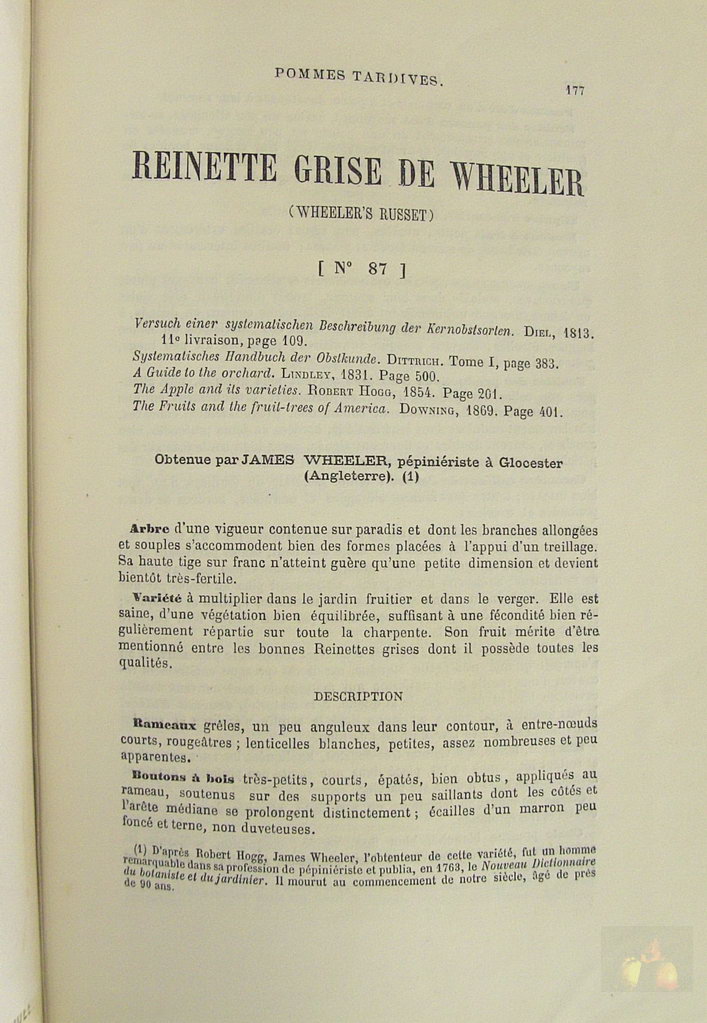 POMMES TARDIVES.
177
REINETTE GRISE DE WHEELER
(WHEELER'S RUSSET)
[ N° 87 ]
Versuch einer systematischen Beschreibung der Kernobstsorten. DIEL, 1813.
11e livraison, page 109.
Systematisches Handbuch der Obstkunde. DITTRICH. Tome I, page 383.
A Guide to the orchard. LINDLEY, 1831. Page 500.
The Apple and its varieties. ROBERT HOGG, 1854. Page 201.
The Fruits and the fruit-trees of America. DOWNING, 1869. Page 401.
Obtenue par JAMES WHEELER, pépiniériste à Glocester
(Angleterre). (1)
Arbre d'une vigueur contenue sur paradis et dont les branches allongées
et souples s'accommodent bien des formes placées à l'appui d'un treillage.
Sa haute tige sur franc n'atteint guère qu'une petite dimension et devient
bientôt très-fertile.
Variété à multiplier dans le jardin fruitier et dans le verger. Elle est
saine, d'une végétation bien équilibrée, suffisant à une fécondité bien ré-
gulièrement répartie sur toute la charpente. Son fruit mérite d'être
mentionné entre les bonnes Reinettes grises dont il possède toutes les
qualités.
DESCRIPTION
Rameaux grêles, un peu anguleux dans leur contour, à entre-nœuds
courts, rougeâtres ; lenticelles blanches, petites, assez nombreuses et peu
apparentes.
Boutons à bois très-petits, courts, épatés, bien obtus, appliqués au
rameau, soutenus sur des supports un peu saillants dont les côtés et
l'arête médiane se prolongent distinctement ; écailles d'un marron peu
foncé et terne, non duveteuses.
(1) D'après Robert Hogg, James Wheeler, l'obtenteur de cette variété, fut un homme
remarquable dans sa profession de pépiniériste et publia, en 1763, le Nouveau Dictionnaire
du botaniste et du jardinier. Il mourut au commencement de notre siècle, âgé de près
de 90 ans.